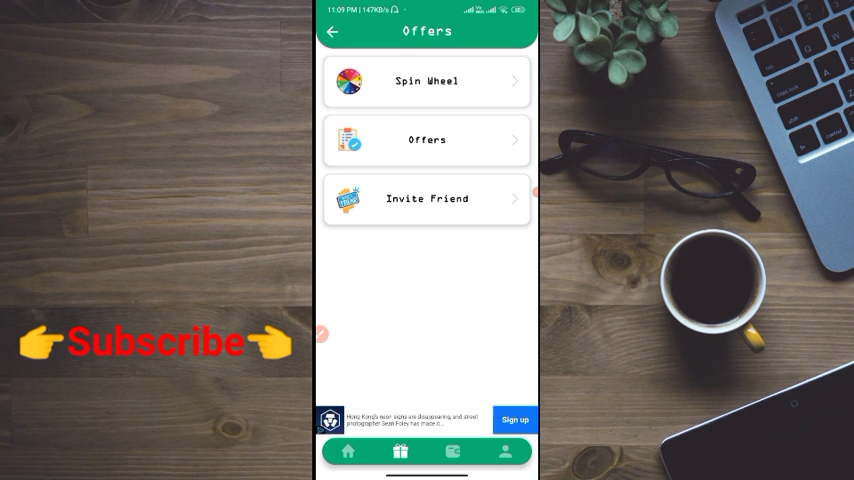 11:09 PM | 147KB/s
Offers
Spin Wheel
Offers
Invite Friend
👉Subscribe👈
Hong Kong's neon signs are disappearing, and street
photographer Sean Foley has made it...
Sign up